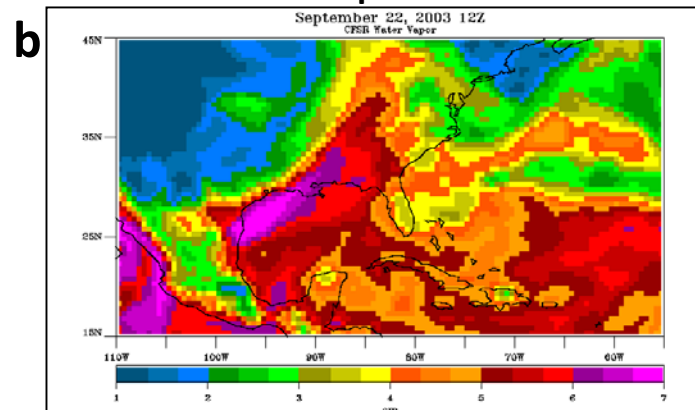 b
September 22, 2003 12Z
CFSR Water Vapor
45N
35N
25N
15N
110W 100W 90W 80W 70W 60W
1 2 3 4 5 6 7